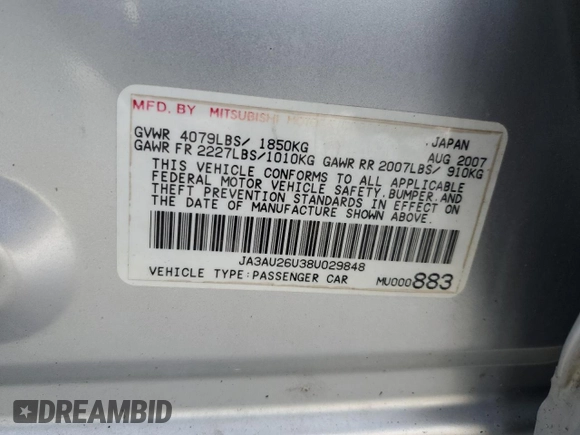 MFD. BY MITSUBISHI
JAPAN
GVWR 4079LBS/ 1850KG AUG 2007
GAWR FR 2227LBS/1010KG GAWR RR 2007LBS/ 910KG
THIS VEHICLE CONFORMS TO ALL APPLICABLE
FEDERAL MOTOR VEHICLE SAFETY,BUMPER,AND
THEFT PREVENTION STANDARDS IN EFFECT ON
THE DATE OF MANUFACTURE SHOWN ABOVE.
JA3AU26U38U029848
VEHICLE TYPE:PASSENGER CAR MU000883
DREAMBID